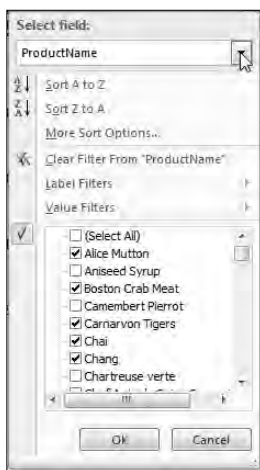 Select field:
ProductName
Sort A to Z
Sort Z to A
More Sort Options...
Clear Filter From "ProductName"
Label Filters
Value Filters
(Select All)
Alice Mutton
Aniseed Syrup
Boston Crab Meat
Camembert Pierrot
Carnarvon Tigers
Chai
Chang
Chartreuse verte
OK
Cancel